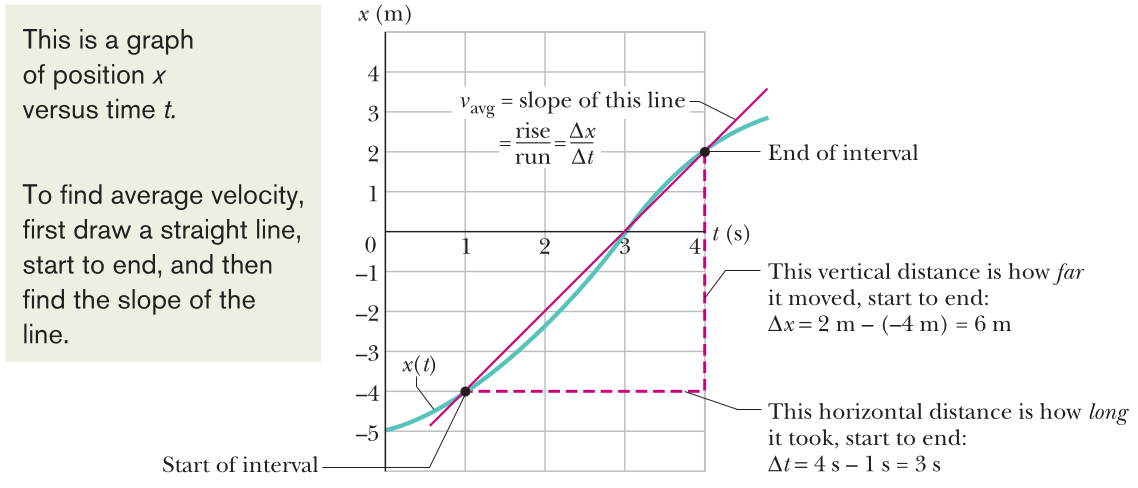 This is a graph
of position x
versus time t.
To find average velocity,
first draw a straight line,
start to end, and then
find the slope of the
line.
x (m)
4
3
2
1
0
–1
–2
–3
–4
–5
1
2
3
4
t (s)
v_avg = slope of this line
= rise/run = Δx/Δt
End of interval
This vertical distance is how far
it moved, start to end:
Δx = 2 m – (–4 m) = 6 m
x(t)
This horizontal distance is how long
it took, start to end:
Δt = 4 s – 1 s = 3 s
Start of interval